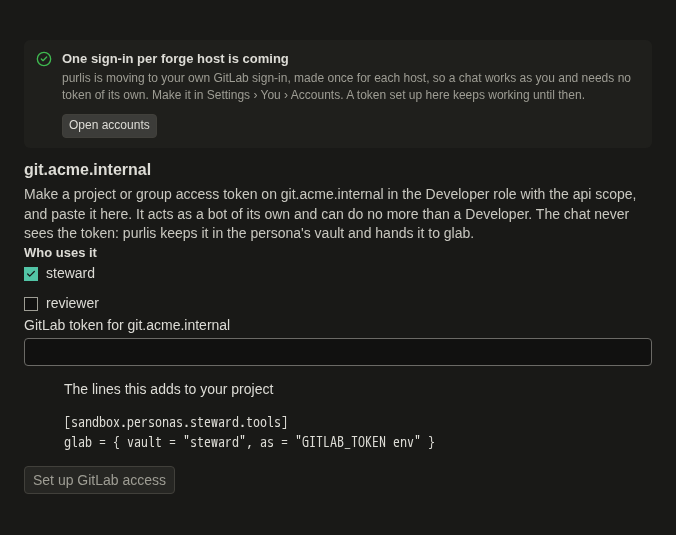 One sign-in per forge host is coming
purlis is moving to your own GitLab sign-in, made once for each host, so a chat works as you and needs no
token of its own. Make it in Settings › You › Accounts. A token set up here keeps working until then.
Open accounts
git.acme.internal
Make a project or group access token on git.acme.internal in the Developer role with the api scope,
and paste it here. It acts as a bot of its own and can do no more than a Developer. The chat never
sees the token: purlis keeps it in the persona's vault and hands it to glab.
Who uses it
steward
reviewer
GitLab token for git.acme.internal
The lines this adds to your project
[sandbox.personas.steward.tools]
glab = { vault = "steward", as = "GITLAB_TOKEN env" }
Set up GitLab access